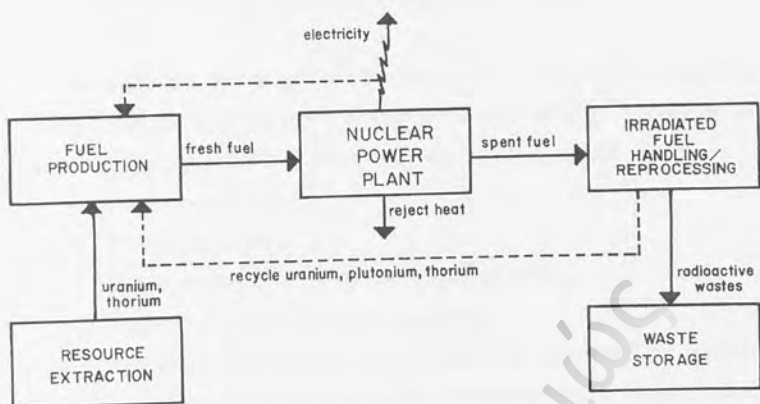 electricity
FUEL
PRODUCTION
fresh fuel
NUCLEAR
POWER
PLANT
spent fuel
IRRADIATED
FUEL
HANDLING/
REPROCESSING
reject heat
recycle uranium, plutonium, thorium
uranium,
thorium
radioactive
wastes
RESOURCE
EXTRACTION
WASTE
STORAGE